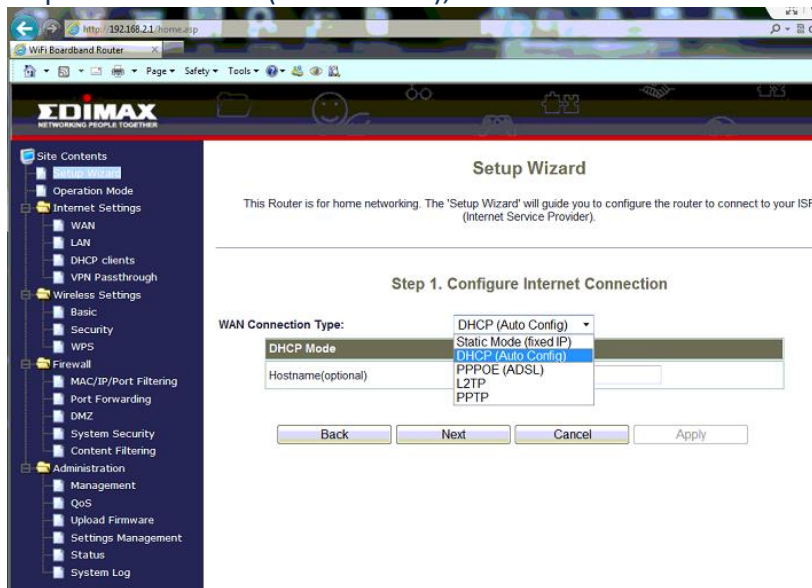 http://192.168.2.1/home.asp
WiFi Boardband Router
Page Safety Tools
EDIMAX
NETWORKING PEOPLE TOGETHER
Site Contents
Setup Wizard
Operation Mode
Internet Settings
WAN
LAN
DHCP clients
VPN Passthrough
Wireless Settings
Basic
Security
WPS
Firewall
MAC/IP/Port Filtering
Port Forwarding
DMZ
System Security
Content Filtering
Administration
Management
QoS
Upload Firmware
Settings Management
Status
System Log
Setup Wizard
This Router is for home networking. The 'Setup Wizard' will guide you to configure the router to connect to your ISP
(Internet Service Provider).
Step 1. Configure Internet Connection
WAN Connection Type:
DHCP (Auto Config)
Static Mode (fixed IP)
DHCP (Auto Config)
PPPOE (ADSL)
L2TP
PPTP
DHCP Mode
Hostname(optional)
Back Next Cancel Apply